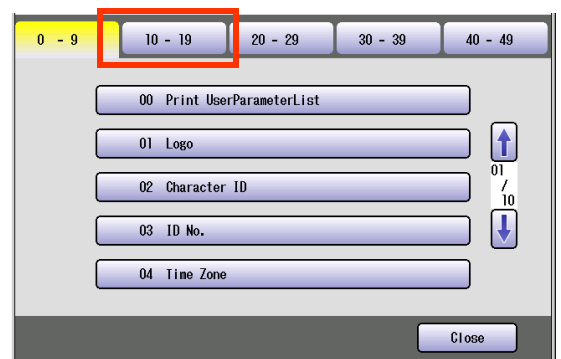 0 - 9 10 - 19 20 - 29 30 - 39 40 - 49
00 Print UserParameterList
01 Logo
02 Character ID
03 ID No.
04 Time Zone
01
/
10
Close